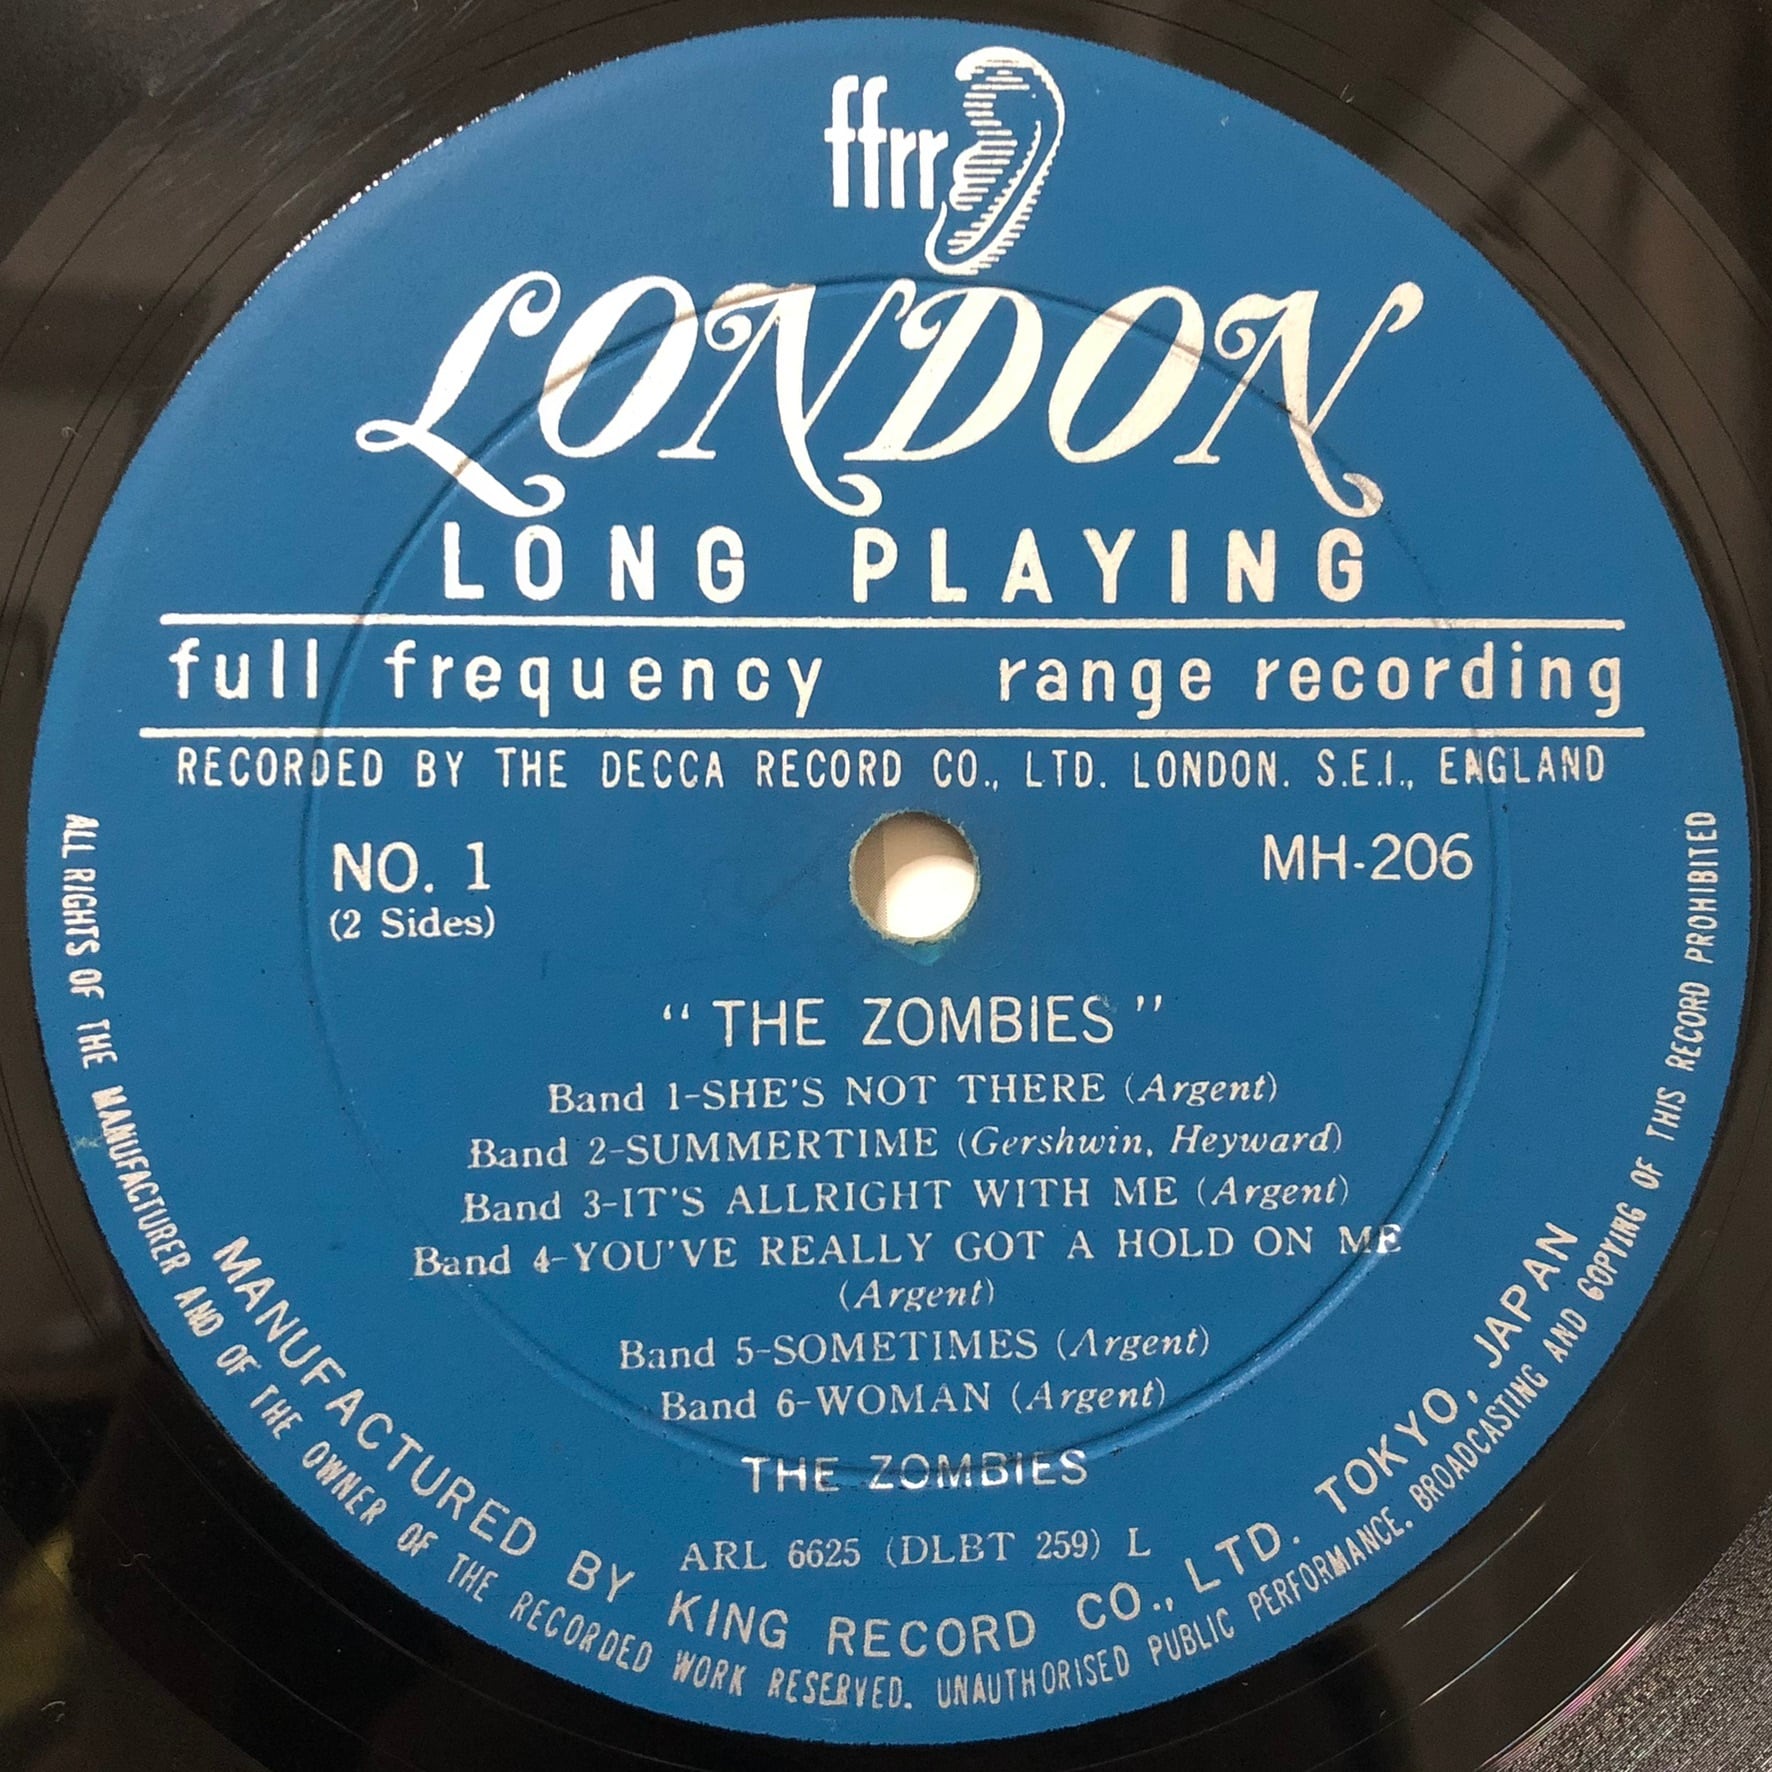 ffrr
LONDON
LONG PLAYING
full frequency range recording
RECORDED BY THE DECCA RECORD CO., LTD. LONDON. S.E.I., ENGLAND
NO. 1
(2 Sides)
MH-206
“THE ZOMBIES”
Band 1-SHE'S NOT THERE (Argent)
Band 2-SUMMERTIME (Gershwin, Heyward)
Band 3-IT'S ALLRIGHT WITH ME (Argent)
Band 4-YOU'VE REALLY GOT A HOLD ON ME
(Argent)
Band 5-SOMETIMES (Argent)
Band 6-WOMAN (Argent)
THE ZOMBIES
ARL 6625 (DLBT 259) L
MANUFACTURED BY KING RECORD CO., LTD. TOKYO, JAPAN
ALL RIGHTS OF THE MANUFACTURER AND OF THE OWNER OF THE RECORDED WORK RESERVED. UNAUTHORISED PUBLIC PERFORMANCE. BROADCASTING AND COPYING OF THIS RECORD PROHIBITED